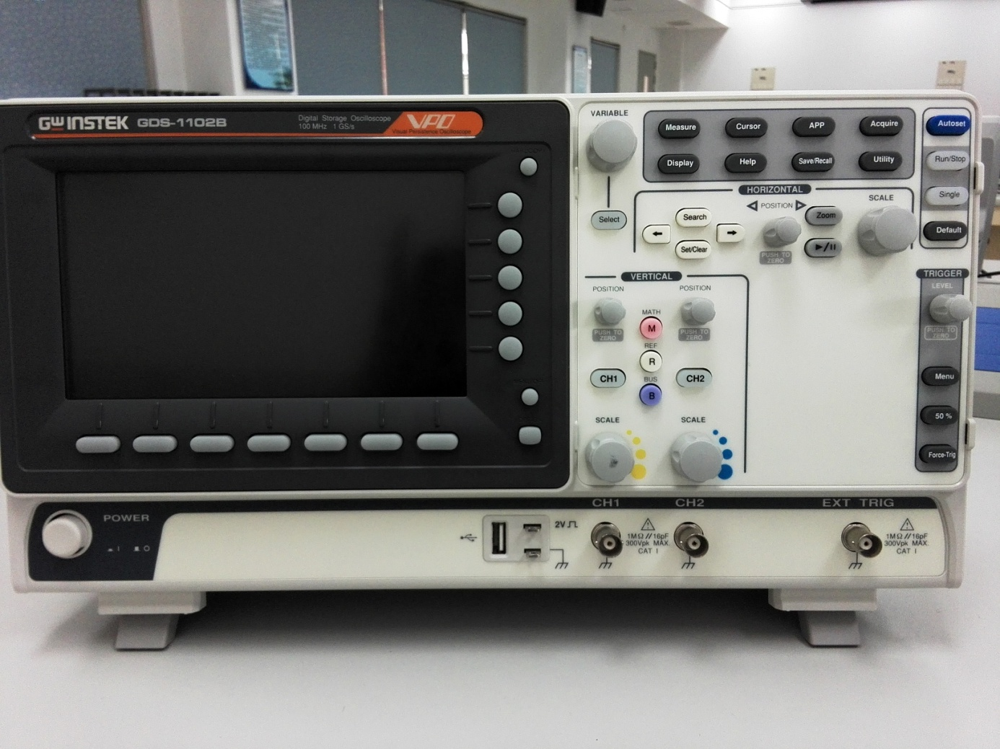 GWINSTEK GDS-1102B
Digital Storage Oscilloscope
100 MHz 1 GS/s
VPO
Visual Persistence Oscilloscope
VARIABLE
Select
Measure
Cursor
APP
Acquire
Display
Help
Save/Recall
Utility
Autoset
Run/Stop
Single
Default
HORIZONTAL
Search
Set/Clear
POSITION
PUSH TO
ZERO
Zoom
SCALE
VERTICAL
POSITION
PUSH TO
ZERO
MATH
M
REF
R
BUS
B
POSITION
PUSH TO
ZERO
CH1
CH2
SCALE
SCALE
TRIGGER
LEVEL
PUSH TO
ZERO
Menu
50 %
Force-Trig
POWER
2V
CH1
1MΩ//16pF
300Vpk MAX.
CAT I
CH2
EXT TRIG
1MΩ//16pF
300Vpk MAX.
CAT I